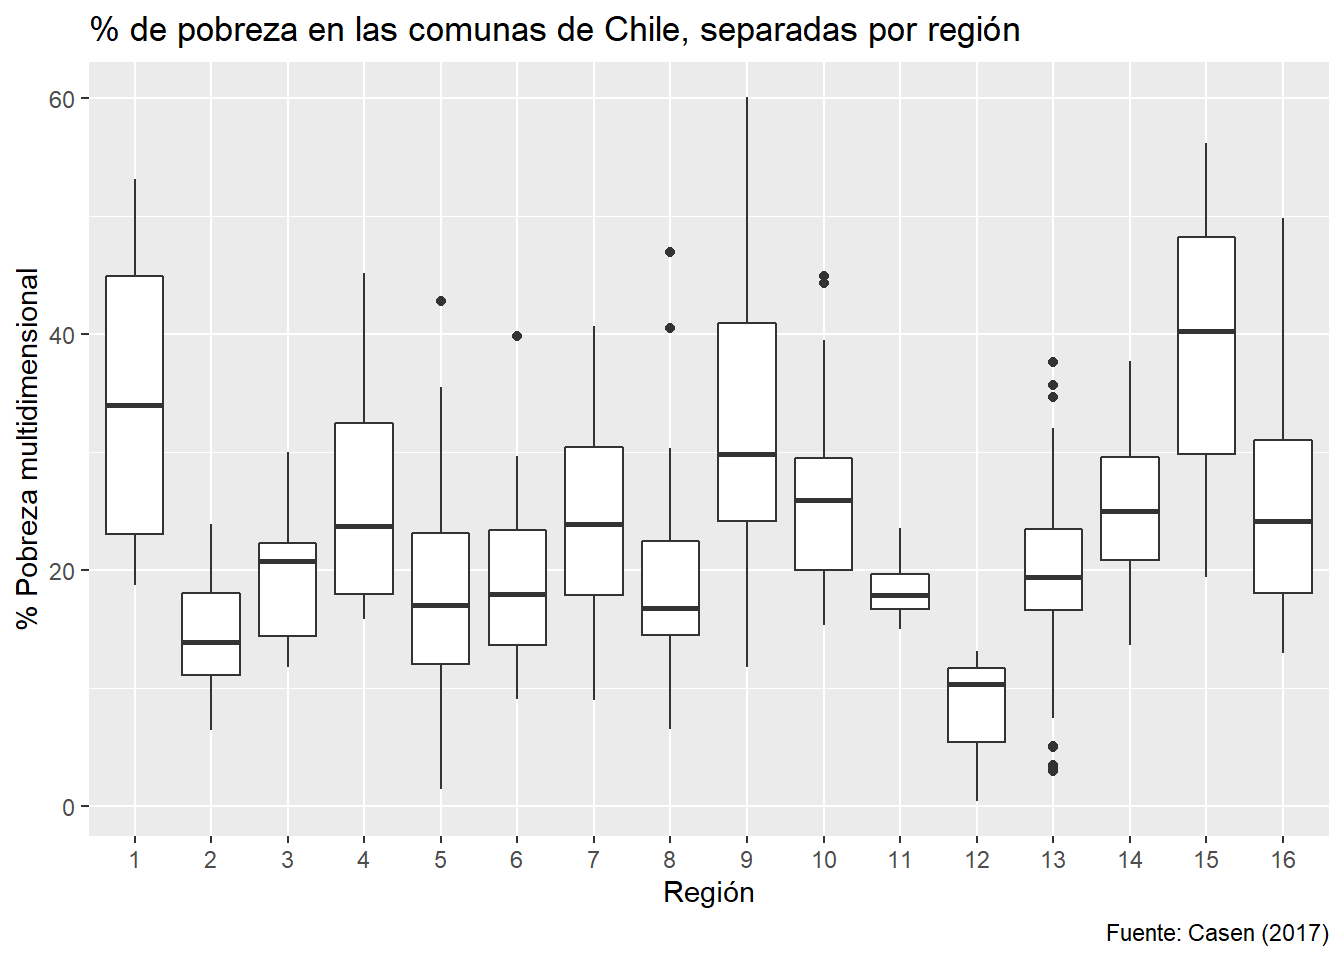 % de pobreza en las comunas de Chile, separadas por región
% Pobreza multidimensional
60
40
20
0
1 2 3 4 5 6 7 8 9 10 11 12 13 14 15 16
Región
Fuente: Casen (2017)